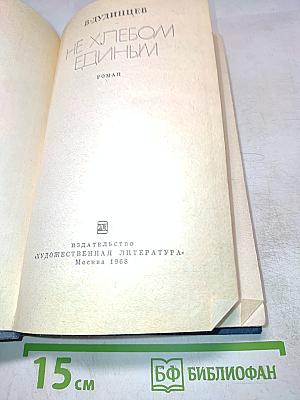 В. ДУДИНЦЕВ
НЕ ХЛЕБОМ
ЕДИНЫМ
РОМАН
ИЗДАТЕЛЬСТВО
«ХУДОЖЕСТВЕННАЯ ЛИТЕРАТУРА»
Москва 1968
15 см
БФ БИБЛИОФАН